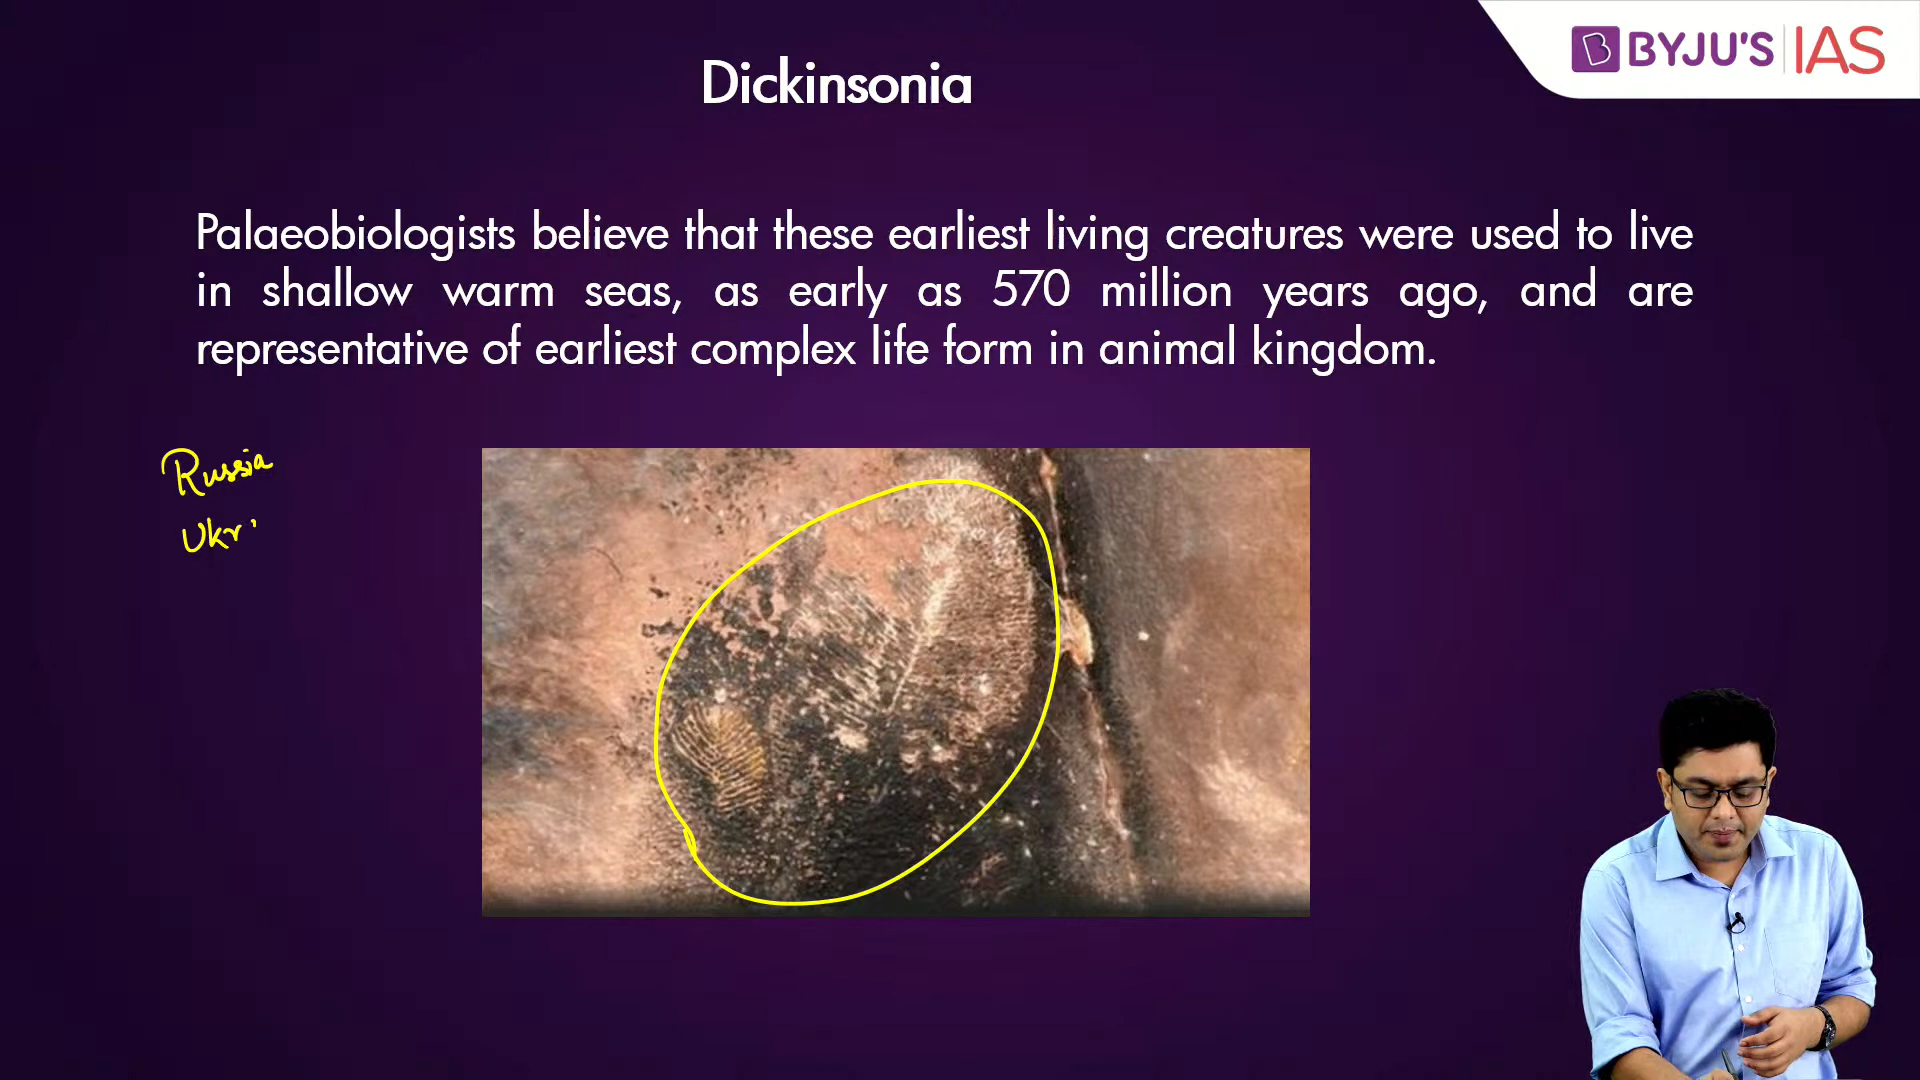 BYJU'S IAS
Dickinsonia
Palaeobiologists believe that these earliest living creatures were used to live
in shallow warm seas, as early as 570 million years ago, and are
representative of earliest complex life form in animal kingdom.
Russia
Ukr